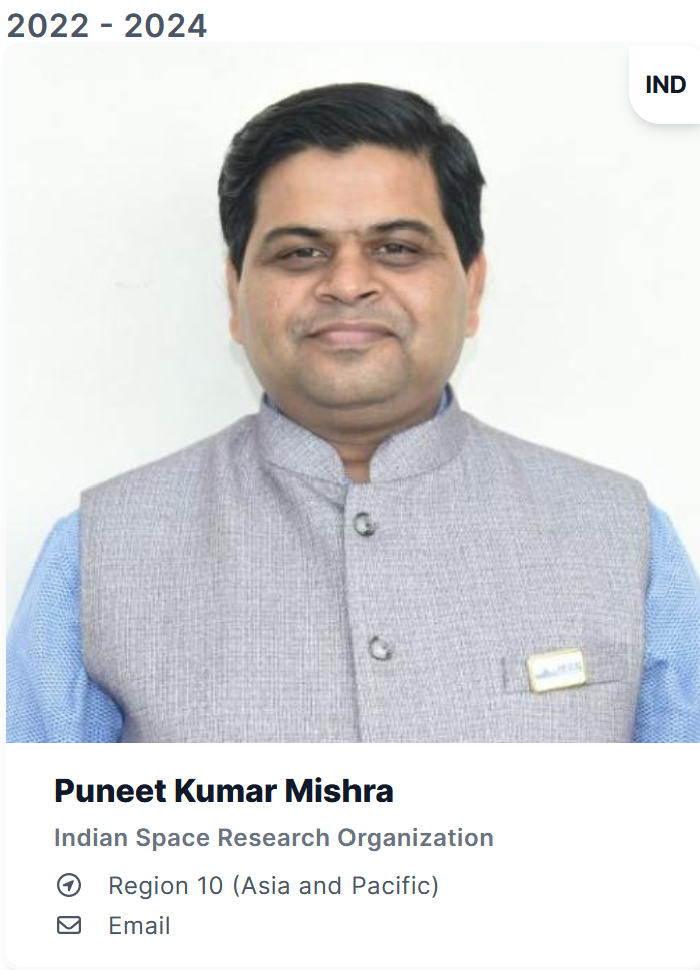 2022 - 2024
IND
Puneet Kumar Mishra
Indian Space Research Organization
Region 10 (Asia and Pacific)
Email